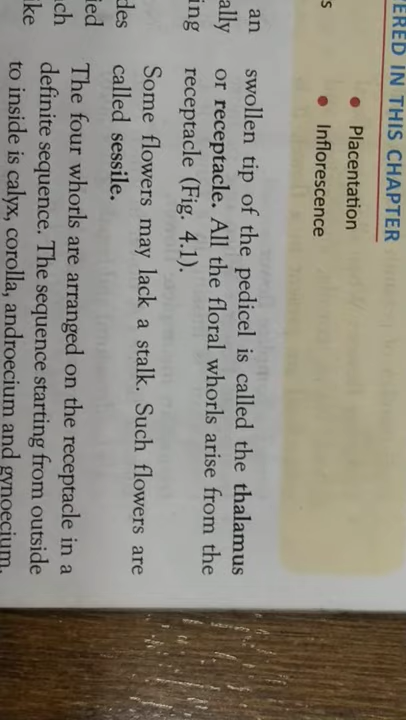 ERED IN THIS CHAPTER
Placentation
s
Inflorescence
an
ally
ing
des
ied
ch
ike
swollen tip of the pedicel is called the thalamus
or receptacle. All the floral whorls arise from the
receptacle (Fig. 4.1).
Some flowers may lack a stalk. Such flowers are
called sessile.
The four whorls are arranged on the receptacle in a
definite sequence. The sequence starting from outside
to inside is calyx, corolla, androecium and gynoecium.